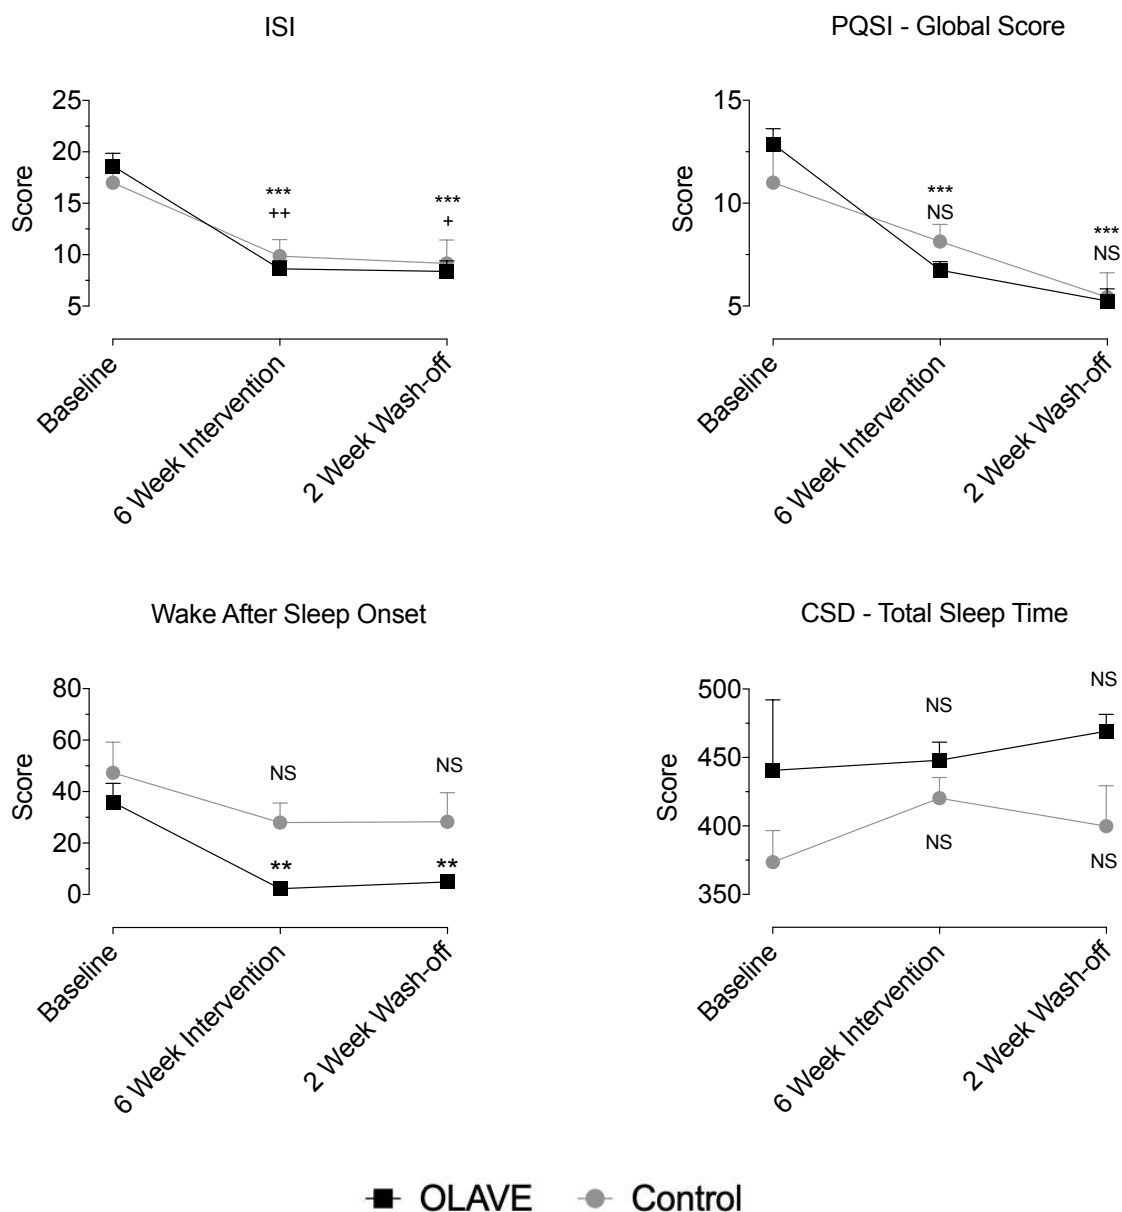 ISI
PQSI - Global Score
25
20
15
10
5
Score
***
++
***
+
Baseline
6 Week Intervention
2 Week Wash-off
15
10
5
Score
***
NS
***
NS
Baseline
6 Week Intervention
2 Week Wash-off
Wake After Sleep Onset
CSD - Total Sleep Time
80
60
40
20
0
Score
NS
NS
**
**
Baseline
6 Week Intervention
2 Week Wash-off
500
450
400
350
Score
NS
NS
NS
NS
Baseline
6 Week Intervention
2 Week Wash-off
OLAVE
Control